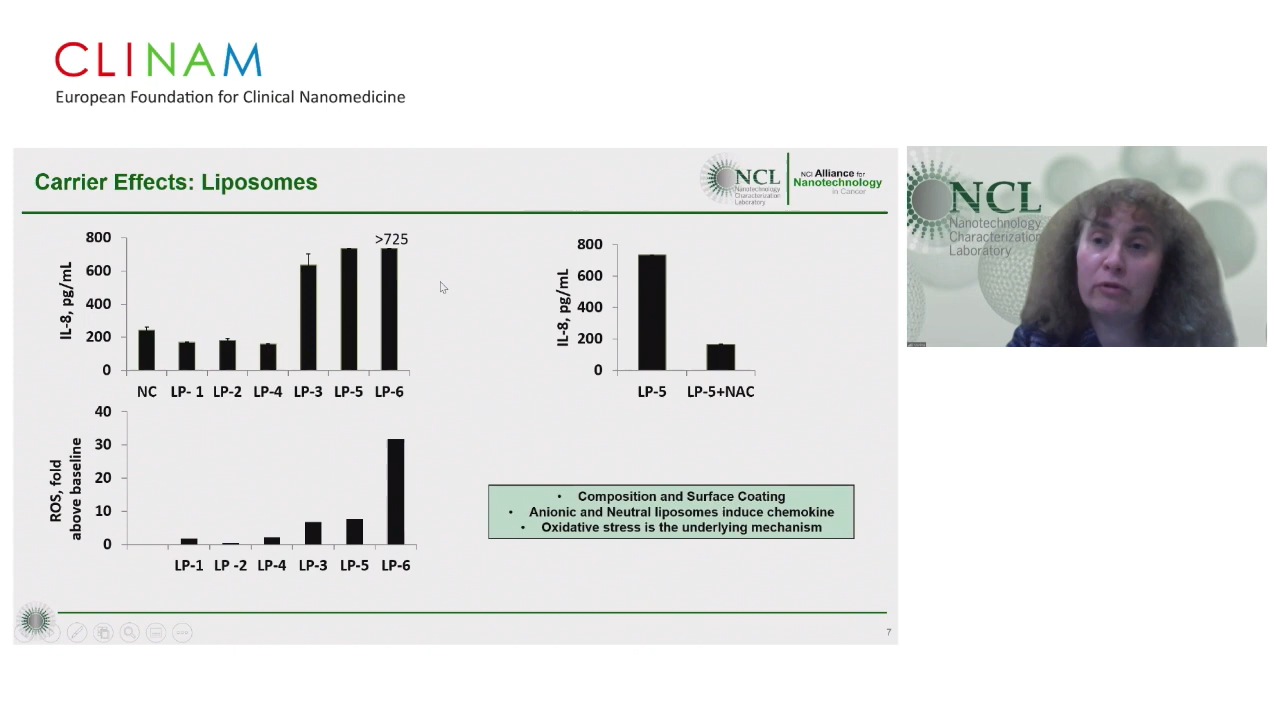 CLINAM
European Foundation for Clinical Nanomedicine
Carrier Effects: Liposomes
NCL
Nanotechnology
Characterization
Laboratory
NCI Alliance for
Nanotechnology
in Cancer
IL-8, pg/mL
800
600
400
200
0
>725
NC LP- 1 LP-2 LP-4 LP-3 LP-5 LP-6
IL-8, pg/mL
800
600
400
200
0
LP-5 LP-5+NAC
ROS, fold
above baseline
40
30
20
10
0
LP-1 LP -2 LP-4 LP-3 LP-5 LP-6
• Composition and Surface Coating
• Anionic and Neutral liposomes induce chemokine
• Oxidative stress is the underlying mechanism
7
NCL
Nanotechnology
Characterization
Laboratory